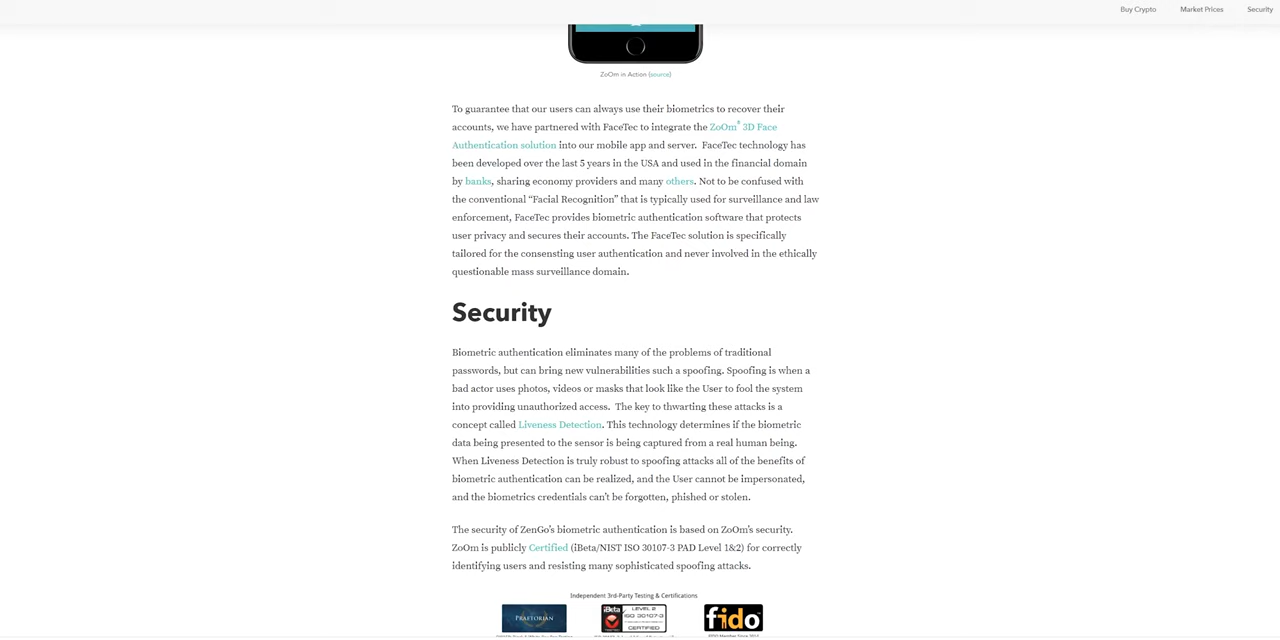 Buy Crypto Market Prices Security
ZoOm in Action (source)
To guarantee that our users can always use their biometrics to recover their
accounts, we have partnered with FaceTec to integrate the ZoOm® 3D Face
Authentication solution into our mobile app and server.  FaceTec technology has
been developed over the last 5 years in the USA and used in the financial domain
by banks, sharing economy providers and many others. Not to be confused with
the conventional “Facial Recognition” that is typically used for surveillance and law
enforcement, FaceTec provides biometric authentication software that protects
user privacy and secures their accounts. The FaceTec solution is specifically
tailored for the consensting user authentication and never involved in the ethically
questionable mass surveillance domain.
Security
Biometric authentication eliminates many of the problems of traditional
passwords, but can bring new vulnerabilities such a spoofing. Spoofing is when a
bad actor uses photos, videos or masks that look like the User to fool the system
into providing unauthorized access.  The key to thwarting these attacks is a
concept called Liveness Detection. This technology determines if the biometric
data being presented to the sensor is being captured from a real human being.
When Liveness Detection is truly robust to spoofing attacks all of the benefits of
biometric authentication can be realized, and the User cannot be impersonated,
and the biometrics credentials can’t be forgotten, phished or stolen.
The security of ZenGo’s biometric authentication is based on ZoOm’s security.
ZoOm is publicly Certified (iBeta/NIST ISO 30107-3 PAD Level 1&2) for correctly
identifying users and resisting many sophisticated spoofing attacks.
Independent 3rd-Party Testing & Certifications
PRAETORIAN
iBeta LEVEL 2
ISO 30107-3
CERTIFIED
fido